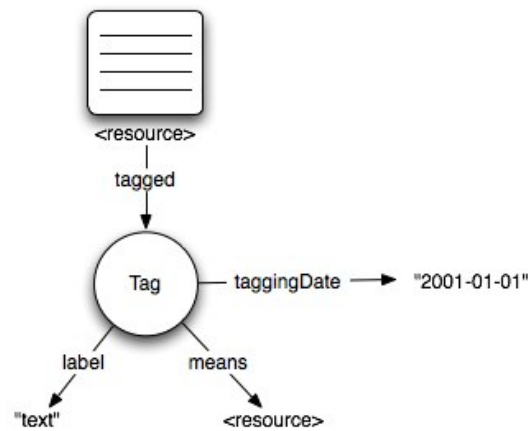 <resource>
tagged
Tag
taggingDate
"2001-01-01"
label
means
"text"
<resource>